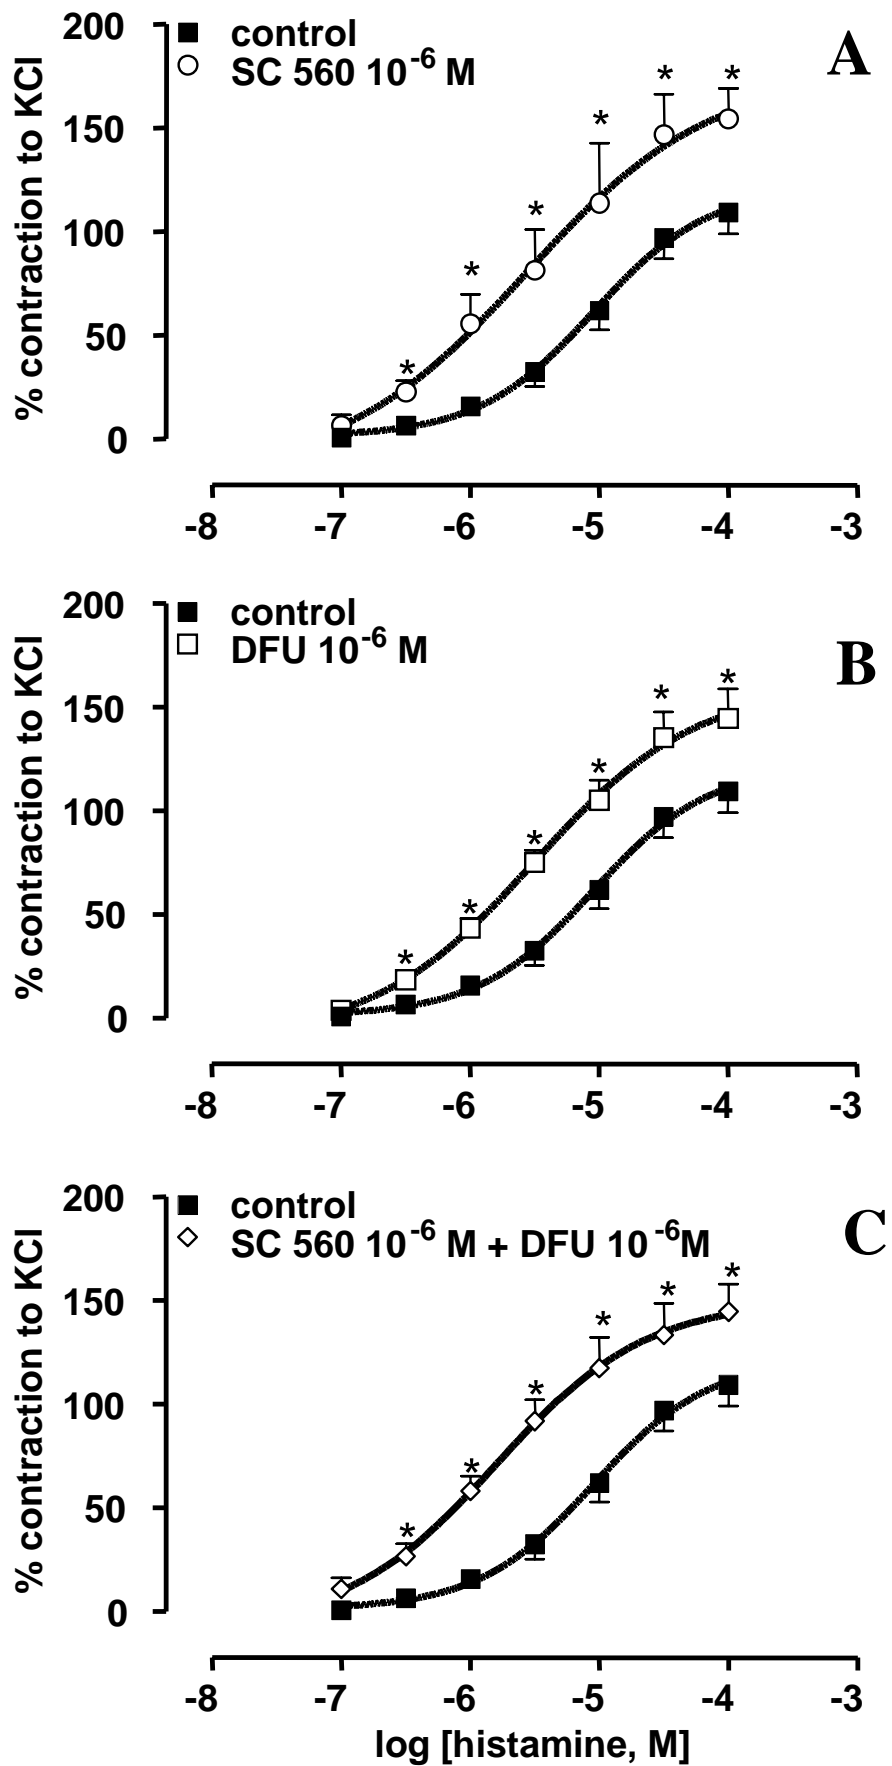 200
control
A
SC 560 10⁻⁶ M
* *
*
150
*
100
*
50
*
0
% contraction to KCl
-8 -7 -6 -5 -4 -3
200
control
DFU 10⁻⁶ M
B
* *
150
*
100
*
*
50
*
0
% contraction to KCl
-8 -7 -6 -5 -4 -3
200
control
C
SC 560 10⁻⁶ M + DFU 10⁻⁶M
* *
*
150
*
100
*
50
*
0
% contraction to KCl
-8 -7 -6 -5 -4 -3
log [histamine, M]